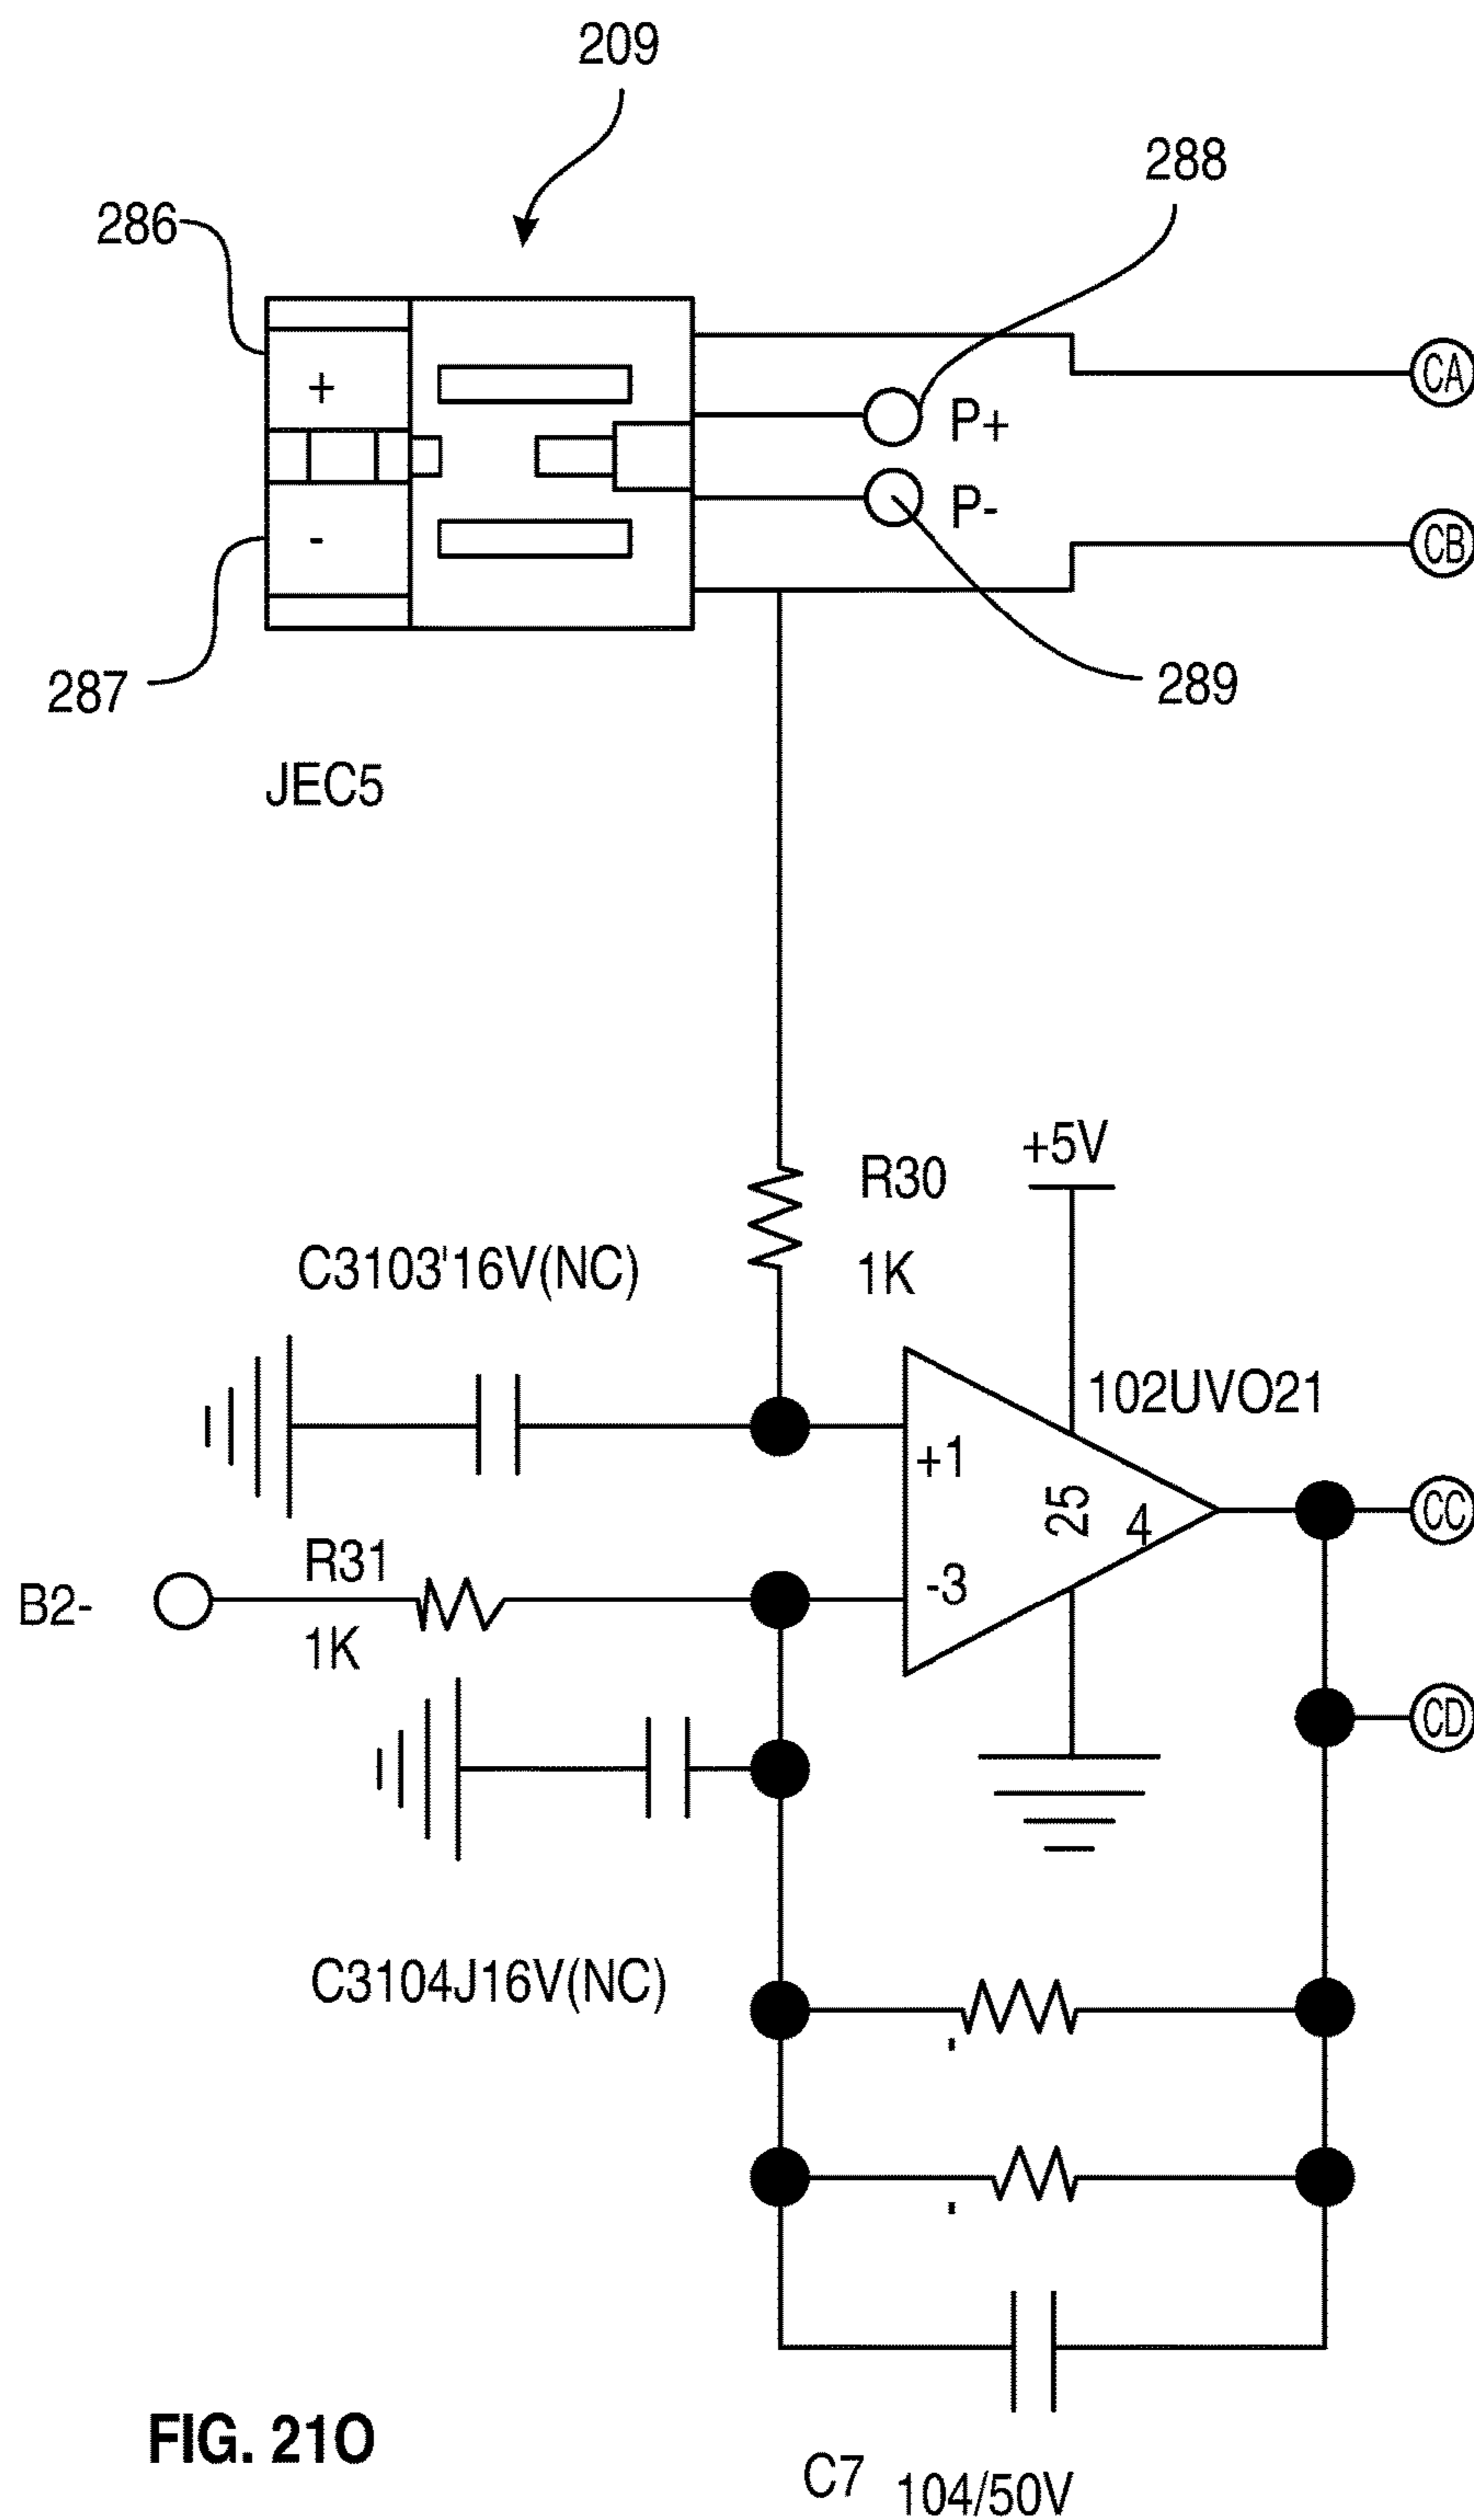 209
288
286
+
CA
P+
P-
CB
-
287
289
JEC5
+5V
R30
1K
C3103'16V(NC)
102UVO21
+1
25
4
CC
R31
-3
B2-
1K
CD
C3104J16V(NC)
FIG. 21O
C7
104/50V